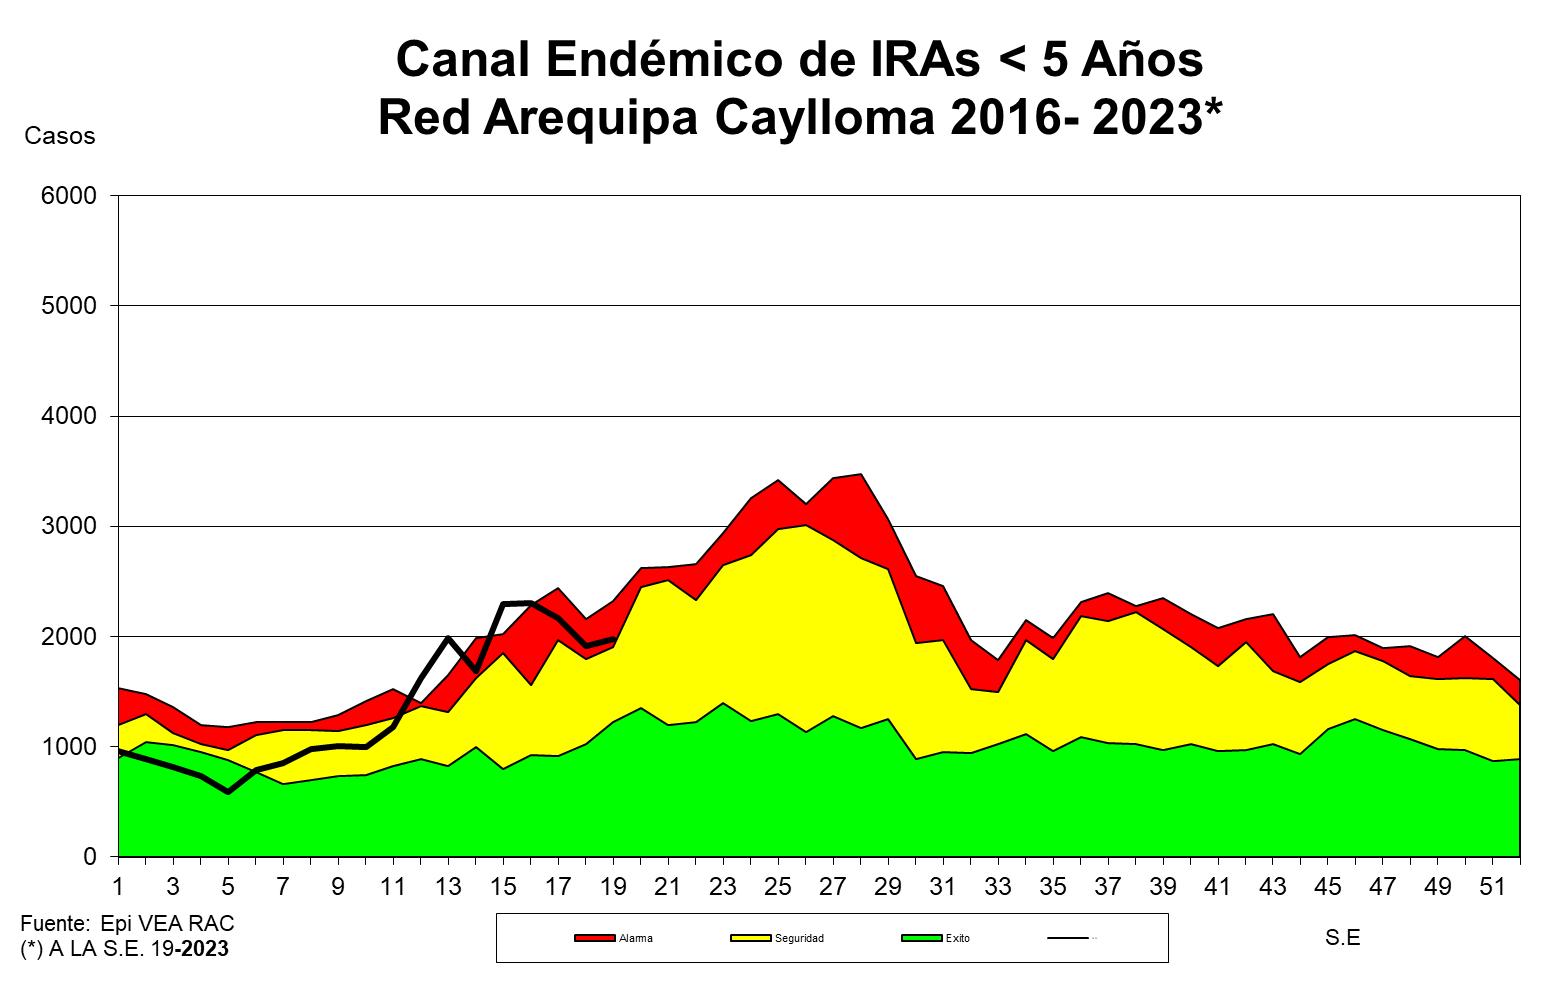 Canal Endémico de IRAs < 5 Años
Red Arequipa Caylloma 2016- 2023*
Casos
6000
5000
4000
3000
2000
1000
0
1 3 5 7 9 11 13 15 17 19 21 23 25 27 29 31 33 35 37 39 41 43 45 47 49 51
Fuente: Epi VEA RAC
(*) A LA S.E. 19-2023
Alarma Seguridad Exito --
S.E